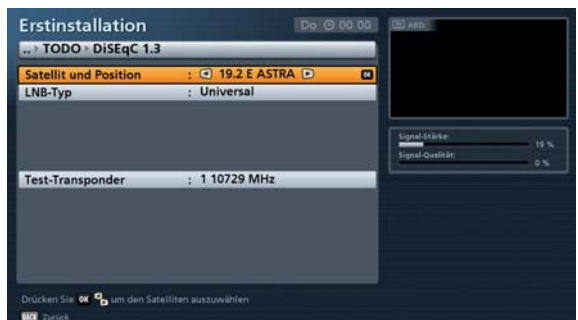 Erstinstallation
Do 00 00
.. › TODO › DiSEqC 1.3
Satellit und Position : 19.2 E ASTRA OK
LNB-Typ : Universal
Test-Transponder : 1 10729 MHz
ARD
Signal-Stärke:
19 %
Signal-Qualität:
0 %
Drücken Sie OK um den Satelliten auszuwählen
BACK Zurück